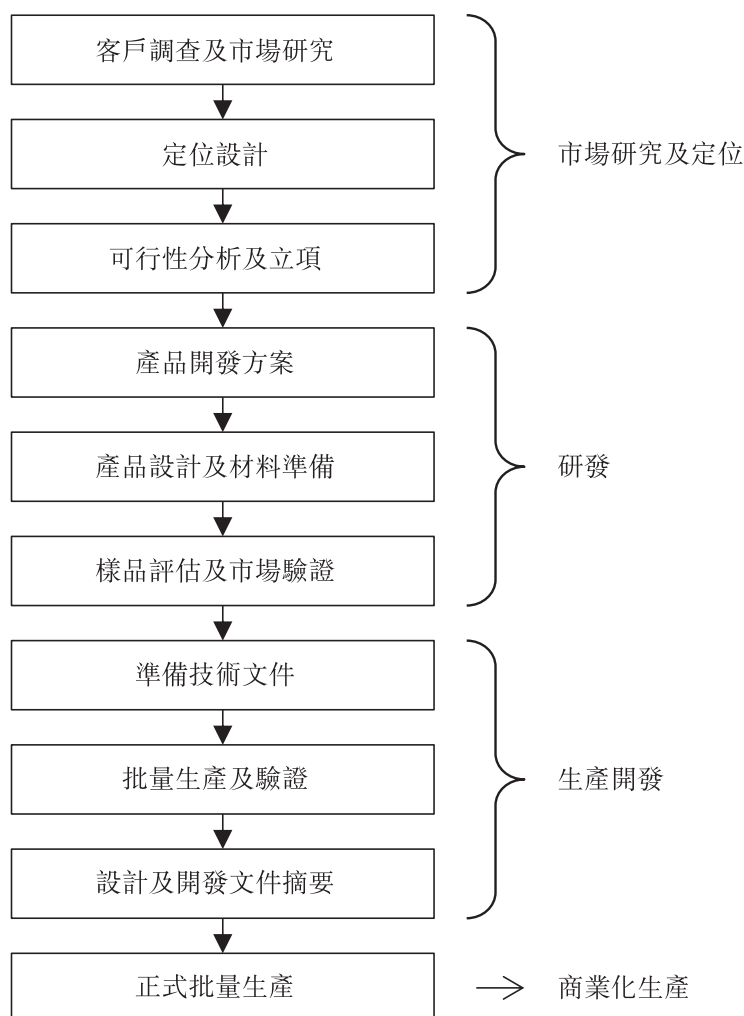 客戶調查及市場研究
定位設計
市場研究及定位
可行性分析及立項
產品開發方案
產品設計及材料準備
研發
樣品評估及市場驗證
準備技術文件
批量生產及驗證
生產開發
設計及開發文件摘要
正式批量生產
商業化生產